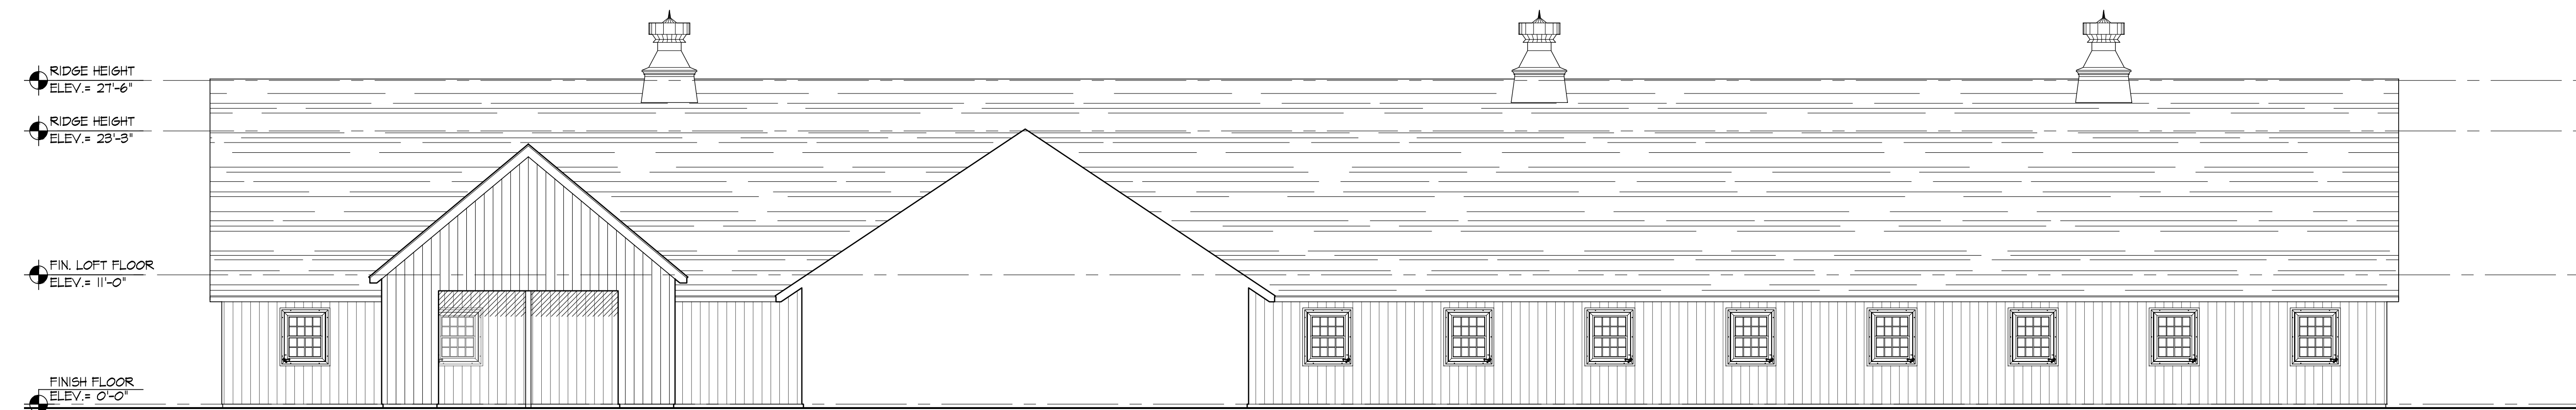 RIDGE HEIGHT
ELEV.= 27'-6"
RIDGE HEIGHT
ELEV.= 23'-3"
FIN. LOFT FLOOR
ELEV.= 11'-0"
FINISH FLOOR
ELEV.= 0'-0"